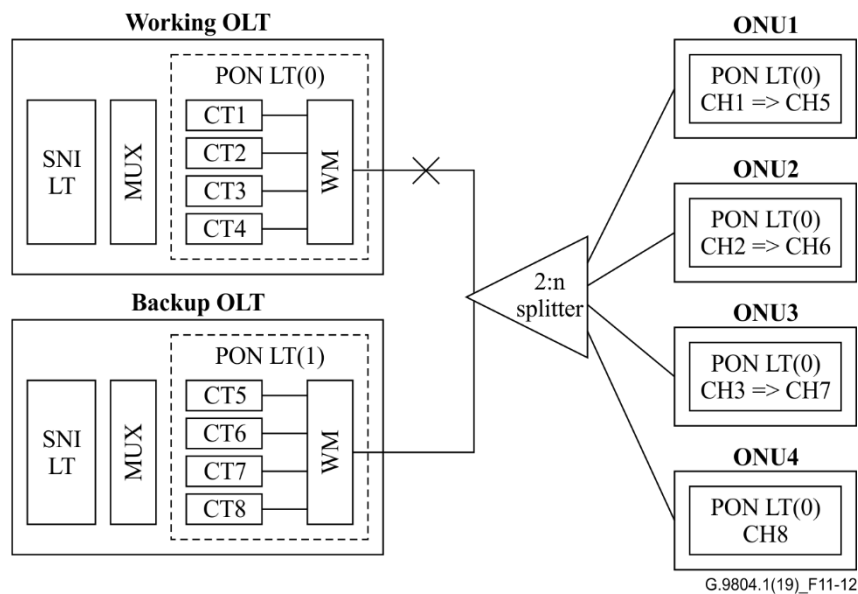 Working OLT
PON LT(0)
SNI
LT
MUX
CT1
CT2
CT3
CT4
WM
Backup OLT
PON LT(1)
SNI
LT
MUX
CT5
CT6
CT7
CT8
WM
2:n
splitter
ONU1
PON LT(0)
CH1 => CH5
ONU2
PON LT(0)
CH2 => CH6
ONU3
PON LT(0)
CH3 => CH7
ONU4
PON LT(0)
CH8
G.9804.1(19)_F11-12